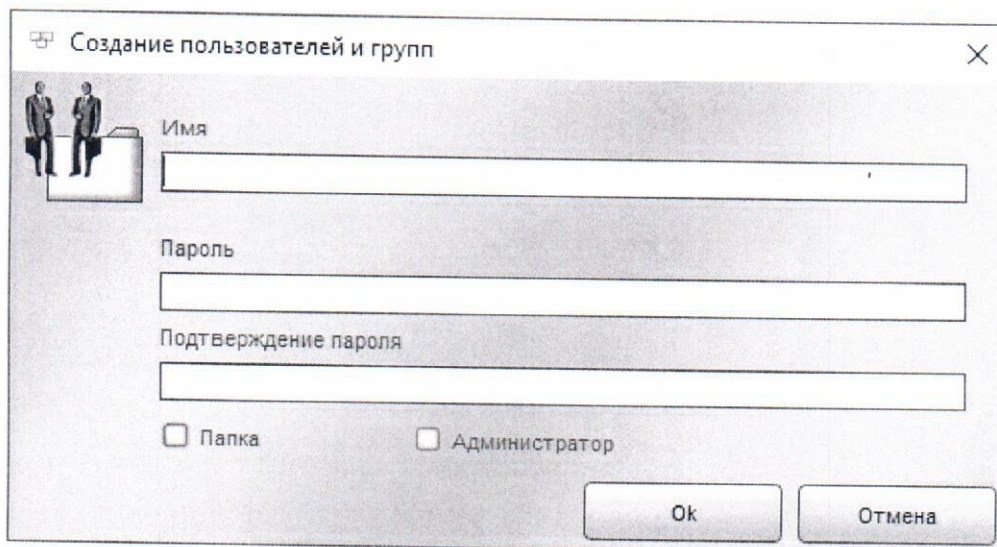 Создание пользователей и групп
Имя
Пароль
Подтверждение пароля
Папка Администратор
Ok Отмена